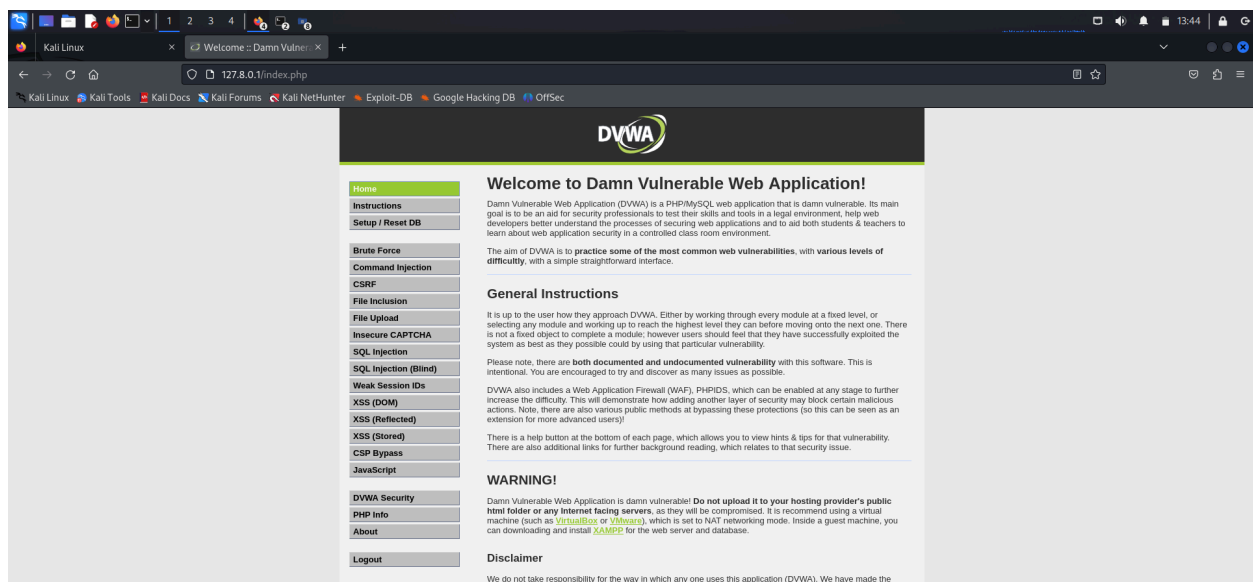 1 2 3 4
13:44
Kali Linux
Welcome :: Damn Vulner
127.8.0.1/index.php
Kali Linux Kali Tools Kali Docs Kali Forums Kali NetHunter Exploit-DB Google Hacking DB OffSec
DVWA
Home
Instructions
Setup / Reset DB
Brute Force
Command Injection
CSRF
File Inclusion
File Upload
Insecure CAPTCHA
SQL Injection
SQL Injection (Blind)
Weak Session IDs
XSS (DOM)
XSS (Reflected)
XSS (Stored)
CSP Bypass
JavaScript
DVWA Security
PHP Info
About
Logout
Welcome to Damn Vulnerable Web Application!
Damn Vulnerable Web Application (DVWA) is a PHP/MySQL web application that is damn vulnerable. Its main
goal is to be an aid for security professionals to test their skills and tools in a legal environment, help web
developers better understand the processes of securing web applications and to aid both students & teachers to
learn about web application security in a controlled class room environment.
The aim of DVWA is to practice some of the most common web vulnerabilities, with various levels of
difficultly, with a simple straightforward interface.
General Instructions
It is up to the user how they approach DVWA. Either by working through every module at a fixed level, or
selecting any module and working up to reach the highest level they can before moving onto the next one. There
is not a fixed object to complete a module; however users should feel that they have successfully exploited the
system as best as they possible could by using that particular vulnerability.
Please note, there are both documented and undocumented vulnerability with this software. This is
intentional. You are encouraged to try and discover as many issues as possible.
DVWA also includes a Web Application Firewall (WAF), PHPIDS, which can be enabled at any stage to further
increase the difficulty. This will demonstrate how adding another layer of security may block certain malicious
actions. Note, there are also various public methods at bypassing these protections (so this can be seen as an
extension for more advanced users)!
There is a help button at the bottom of each page, which allows you to view hints & tips for that vulnerability.
There are also additional links for further background reading, which relates to that security issue.
WARNING!
Damn Vulnerable Web Application is damn vulnerable! Do not upload it to your hosting provider's public
html folder or any Internet facing servers, as they will be compromised. It is recommend using a virtual
machine (such as VirtualBox or VMware), which is set to NAT networking mode. Inside a guest machine, you
can downloading and install XAMPP for the web server and database.
Disclaimer
We do not take responsibility for the way in which any one uses this application (DVWA). We have made the